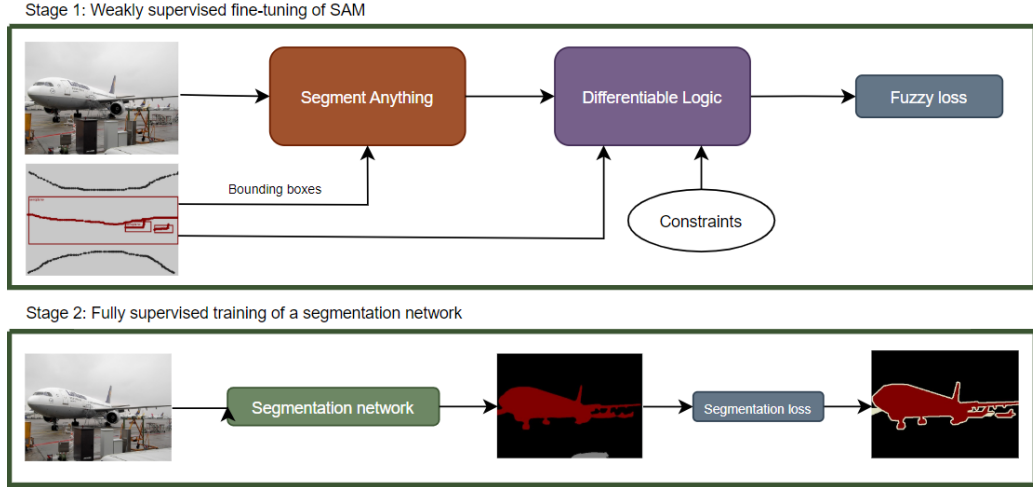 Stage 1: Weakly supervised fine-tuning of SAM
Segment Anything
Differentiable Logic
Fuzzy loss
Bounding boxes
Constraints
Stage 2: Fully supervised training of a segmentation network
Segmentation network
Segmentation loss